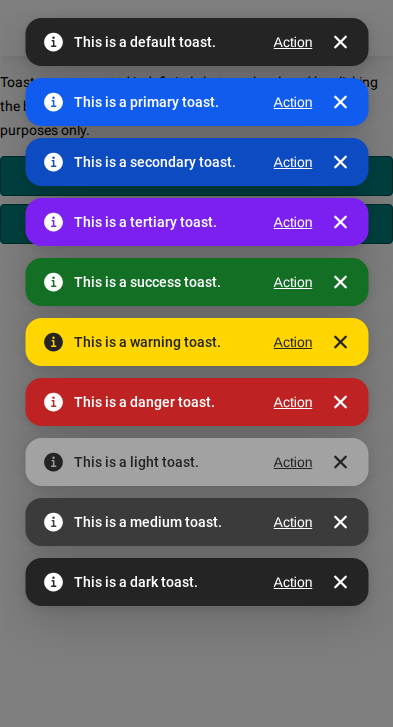 This is a default toast. Action
Toast
This is a primary toast. Action
the
purposes only.
This is a secondary toast. Action
This is a tertiary toast. Action
This is a success toast. Action
This is a warning toast. Action
This is a danger toast. Action
This is a light toast. Action
This is a medium toast. Action
This is a dark toast. Action